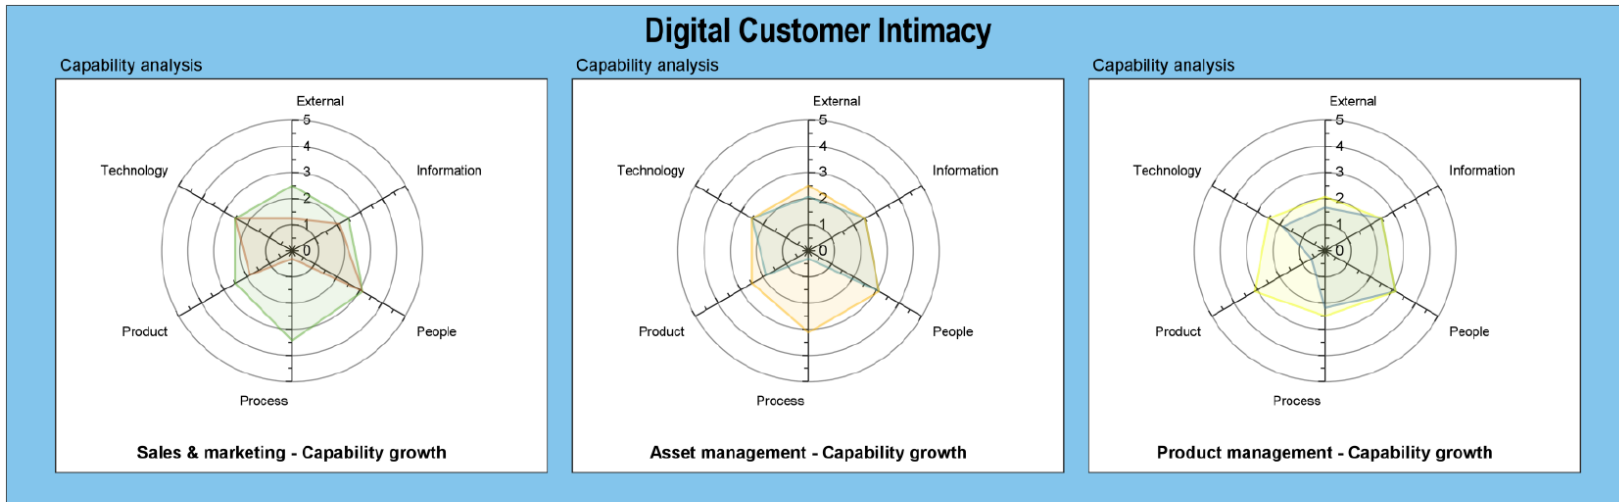 Digital Customer Intimacy
Capability analysis
External
5
4
3
2
1
0
Technology
Information
Product
People
Process
Sales & marketing - Capability growth
Capability analysis
External
5
4
3
2
1
0
Technology
Information
Product
People
Process
Asset management - Capability growth
Capability analysis
External
5
4
3
2
1
0
Technology
Information
Product
People
Process
Product management - Capability growth